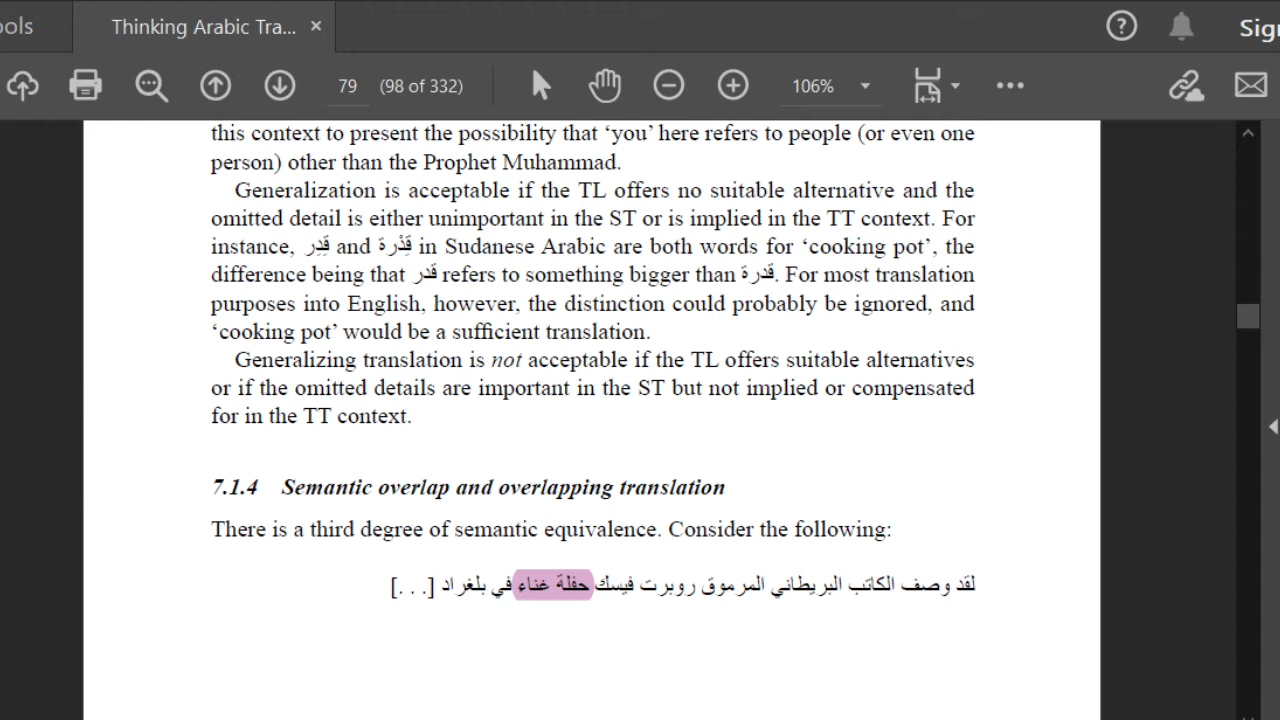 ools
Thinking Arabic Tra... ×
?
Sig
79 (98 of 332)
106%
this context to present the possibility that ‘you’ here refers to people (or even one
person) other than the Prophet Muhammad.
Generalization is acceptable if the TL offers no suitable alternative and the
omitted detail is either unimportant in the ST or is implied in the TT context. For
instance, قِدِر and قِدْرة in Sudanese Arabic are both words for ‘cooking pot’, the
difference being that قدر refers to something bigger than قدرة. For most translation
purposes into English, however, the distinction could probably be ignored, and
‘cooking pot’ would be a sufficient translation.
Generalizing translation is not acceptable if the TL offers suitable alternatives
or if the omitted details are important in the ST but not implied or compensated
for in the TT context.
7.1.4 Semantic overlap and overlapping translation
There is a third degree of semantic equivalence. Consider the following:
لقد وصف الكاتب البريطاني المرموق روبرت فيسك حفلة غناء في بلغراد [. . .]